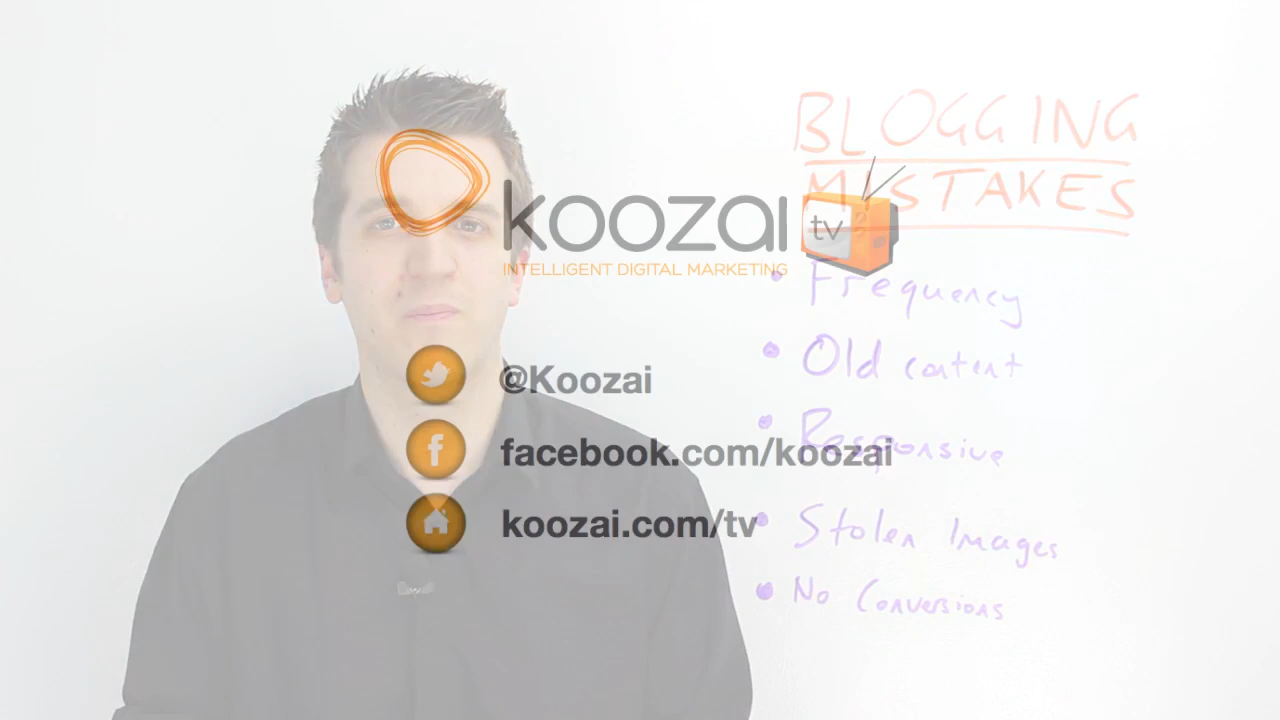 BLOGGING
MISTAKES
koozai
tv
INTELLIGENT DIGITAL MARKETING
• Frequency
• Old content
• Responsive
• Stolen Images
• No Conversions
@Koozai
facebook.com/koozai
koozai.com/tv